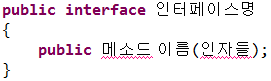 public interface 인터페이스명
{
    public 메소드 이름(인자들);
}